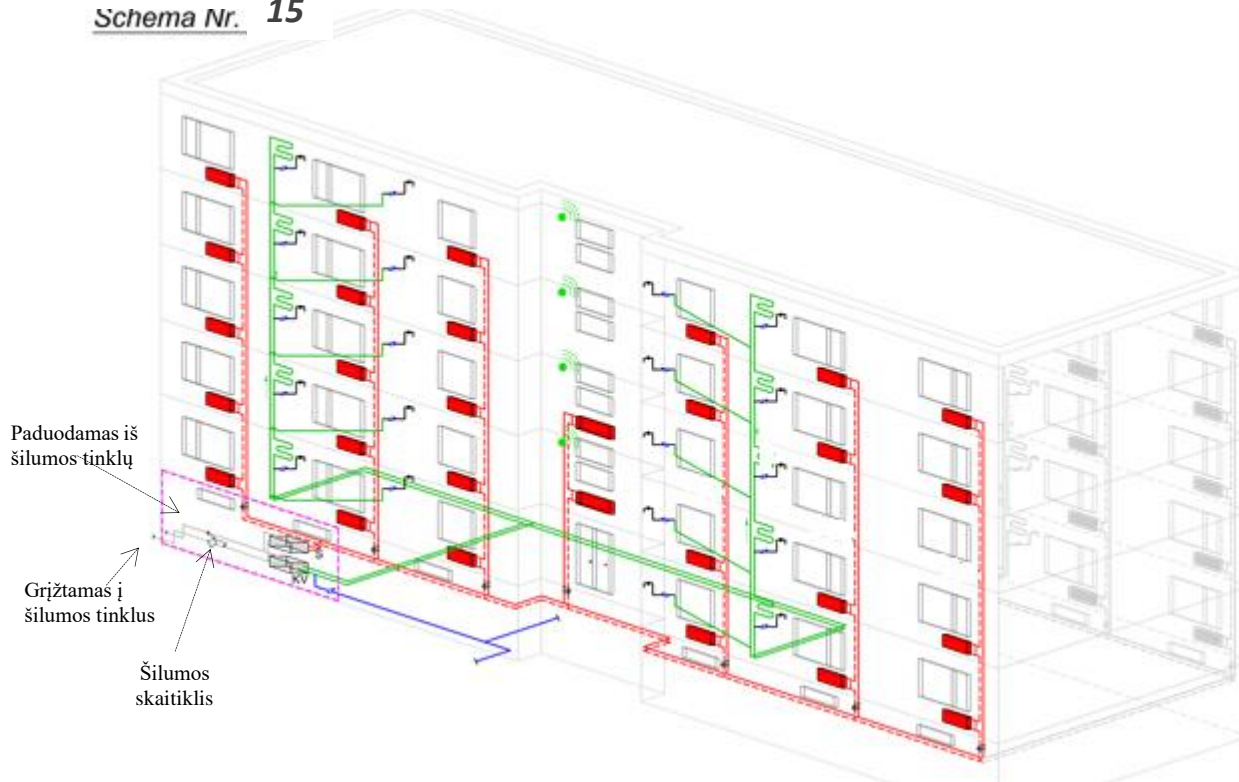 Schema Nr. 15
Paduodamas iš
šilumos tinklų
Grįžtamas į
šilumos tinklus
Šilumos
skaitiklis
KV